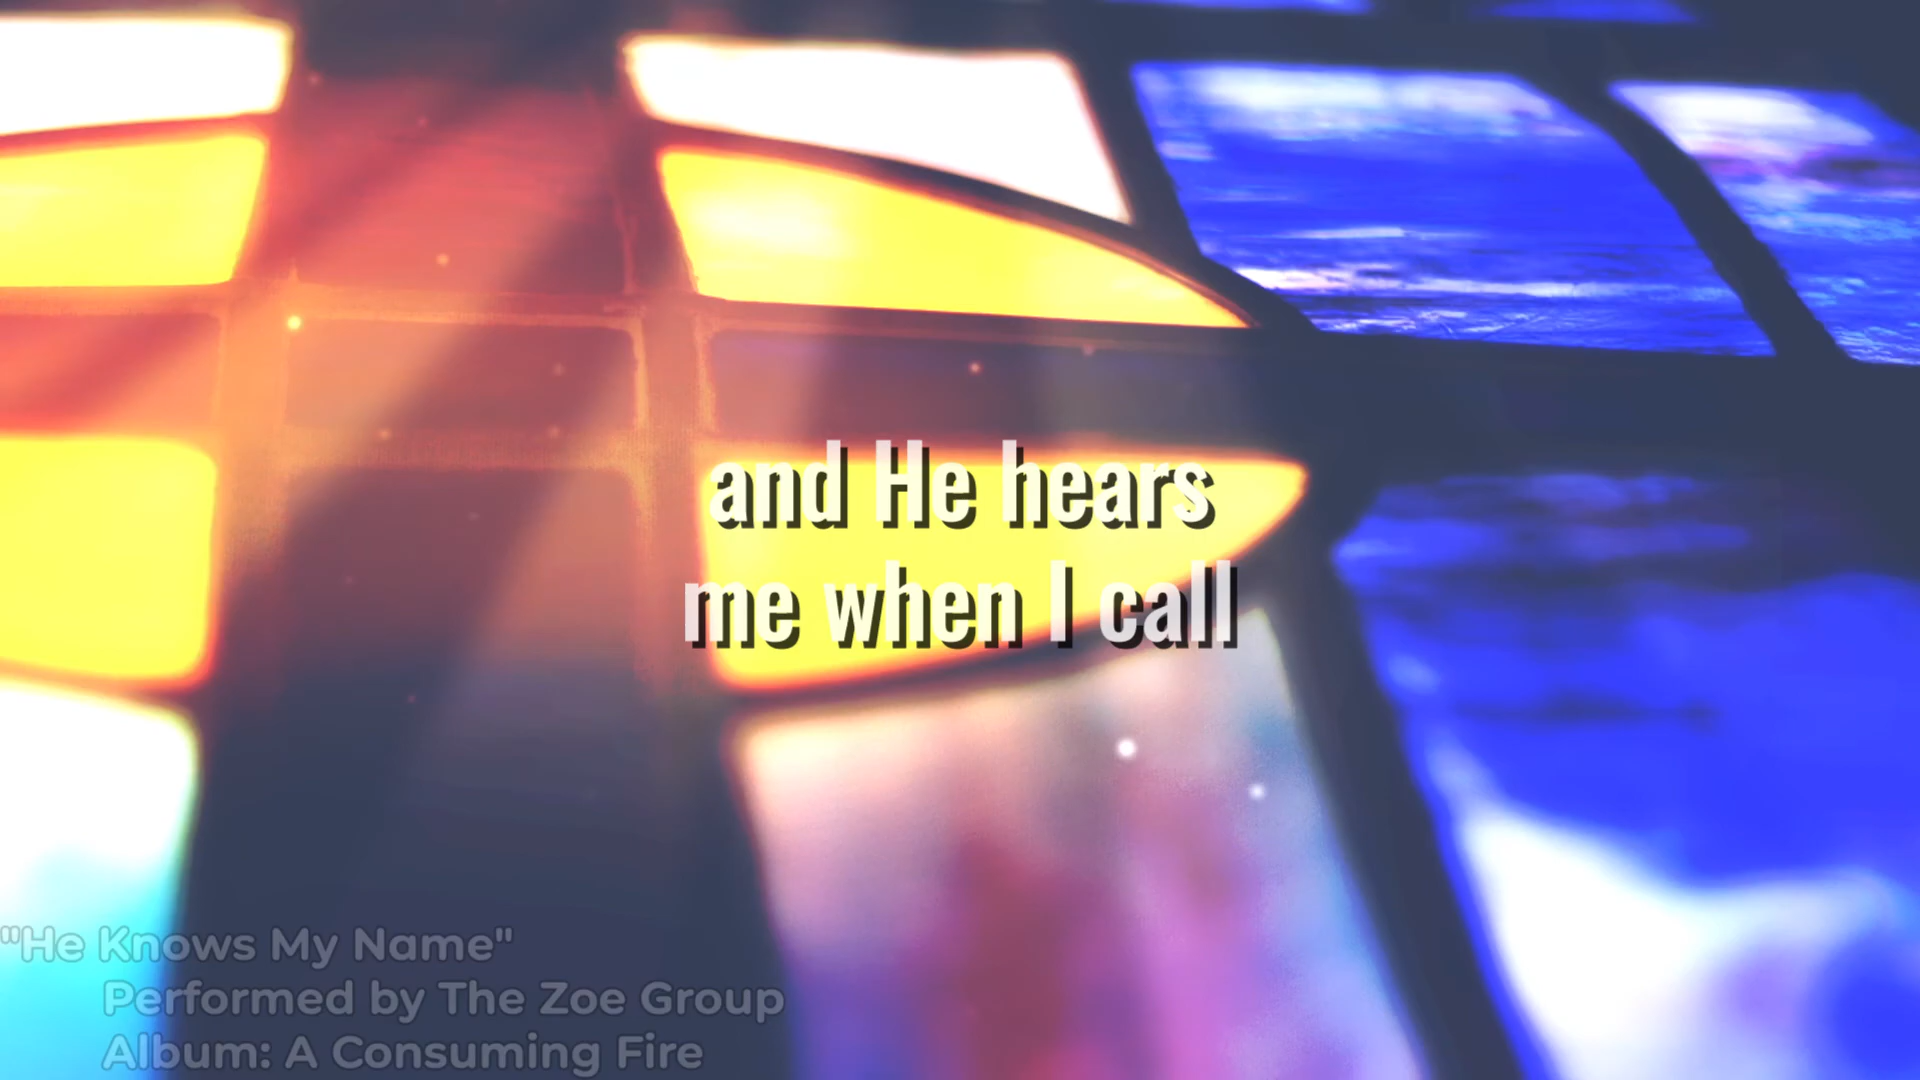 and He hears
me when I call
"He Knows My Name"
Performed by The Zoe Group
Album: A Consuming Fire